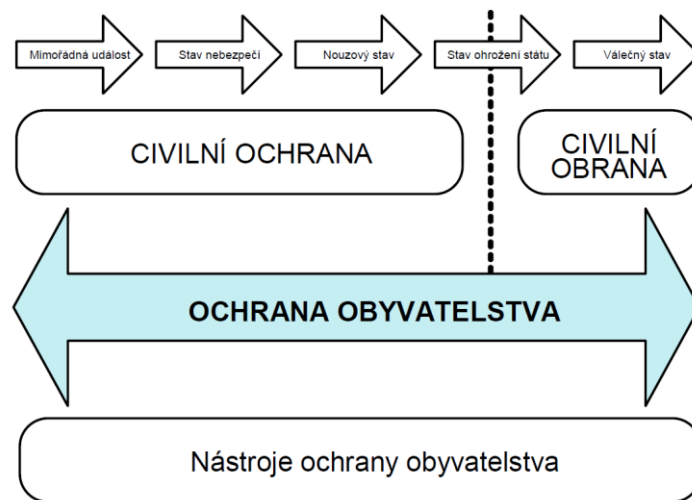 Mimořádná událost
Stav nebezpečí
Nouzový stav
Stav ohrožení státu
Válečný stav
CIVILNÍ OCHRANA
CIVILNÍ
OBRANA
OCHRANA OBYVATELSTVA
Nástroje ochrany obyvatelstva